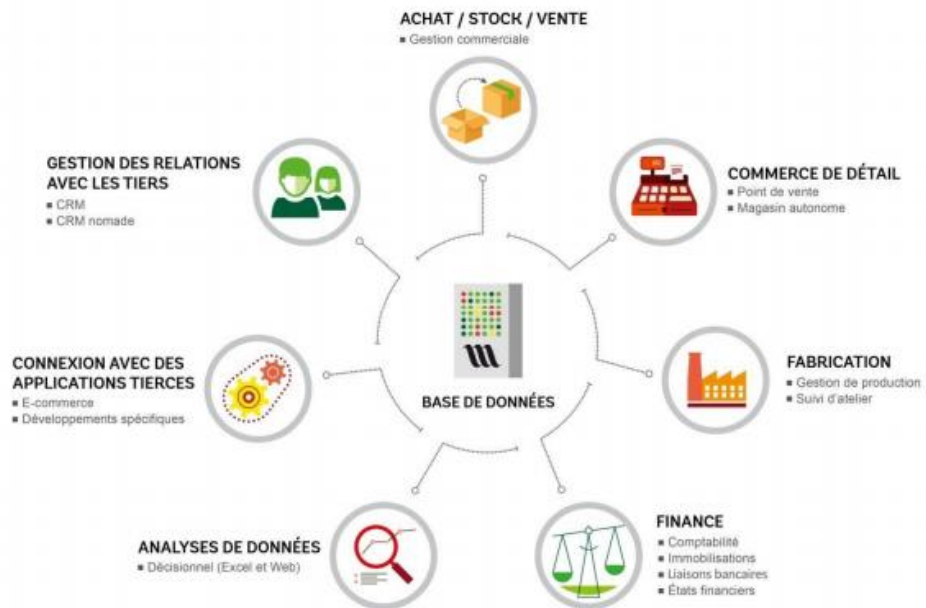 ACHAT / STOCK / VENTE
▪ Gestion commerciale
GESTION DES RELATIONS
AVEC LES TIERS
▪ CRM
▪ CRM nomade
COMMERCE DE DÉTAIL
▪ Point de vente
▪ Magasin autonome
CONNEXION AVEC DES
APPLICATIONS TIERCES
▪ E-commerce
▪ Développements spécifiques
BASE DE DONNÉES
FABRICATION
▪ Gestion de production
▪ Suivi d'atelier
ANALYSES DE DONNÉES
▪ Décisionnel (Excel et Web)
FINANCE
▪ Comptabilité
▪ Immobilisations
▪ Liaisons bancaires
▪ États financiers